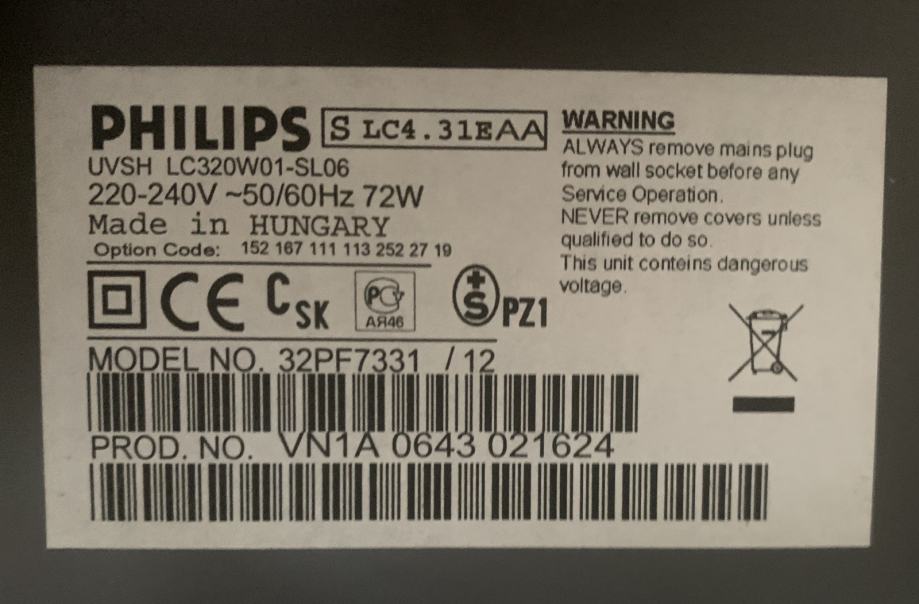 PHILIPS S LC4.31EAA
UVSH LC320W01-SL06
220-240V ~50/60Hz 72W
Made in HUNGARY
Option Code: 152 167 111 113 252 27 19
WARNING
ALWAYS remove mains plug
from wall socket before any
Service Operation.
NEVER remove covers unless
qualified to do so.
This unit conteins dangerous
voltage.
CE C SK РСТ АЯ46 +S PZ1
MODEL NO. 32PF7331 / 12
PROD. NO. VN1A 0643 021624